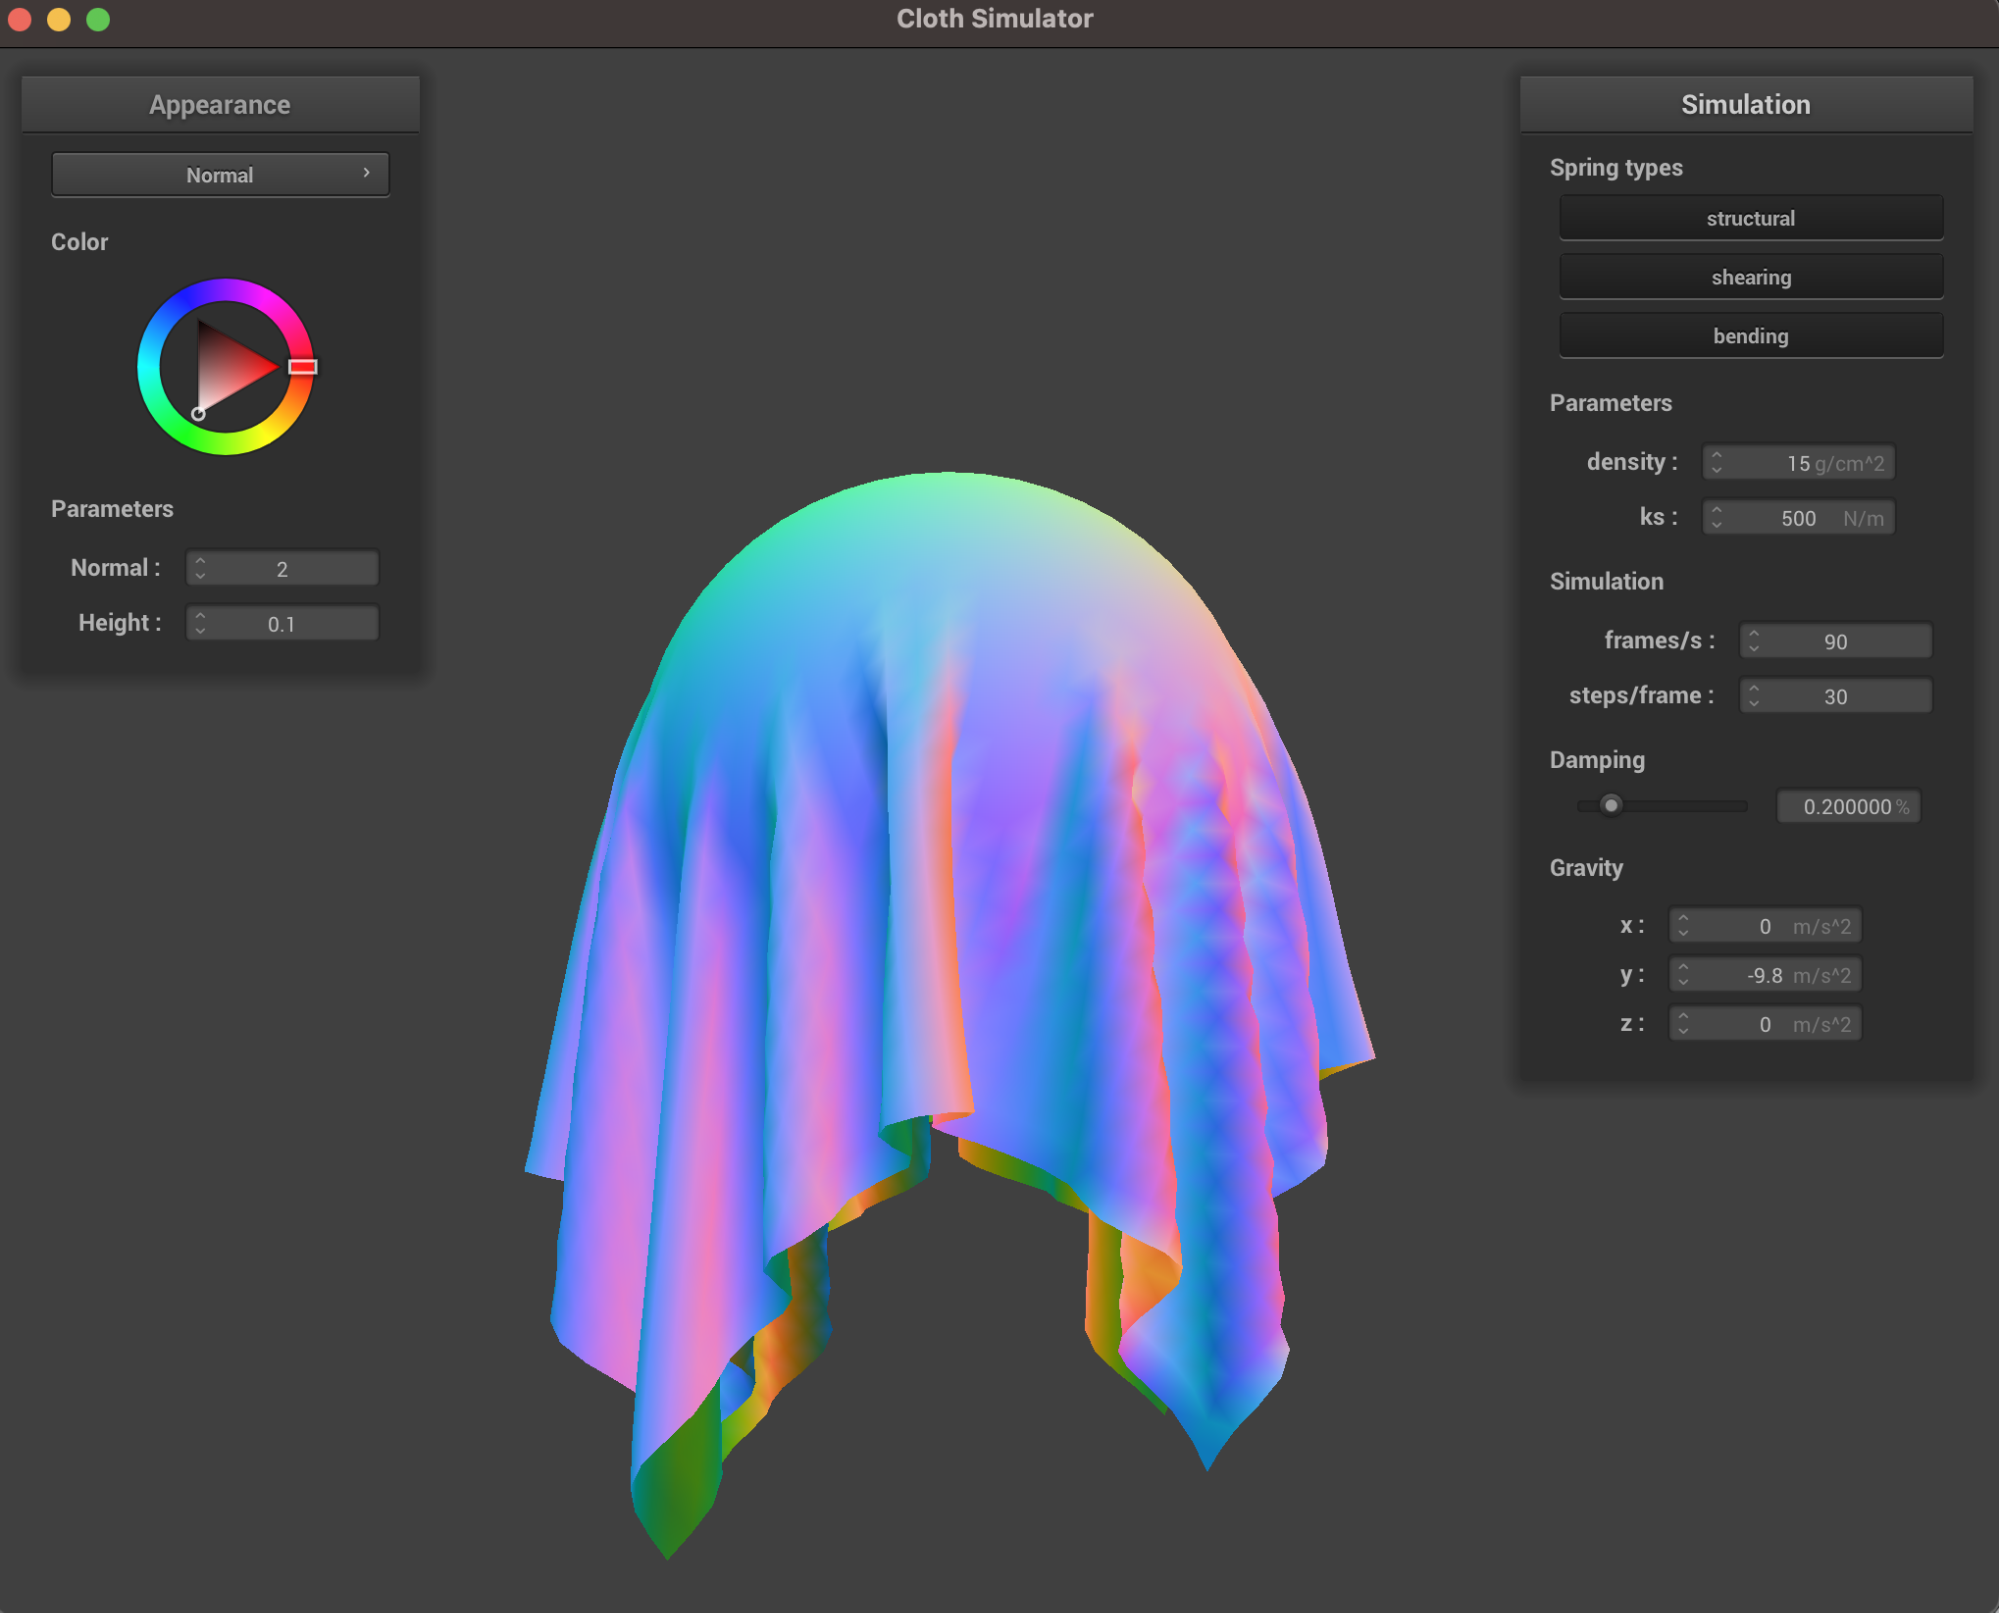 Cloth Simulator
Appearance
Normal
Color
Parameters
Normal : 2
Height : 0.1
Simulation
Spring types
structural
shearing
bending
Parameters
density : 15 g/cm^2
ks : 500 N/m
Simulation
frames/s : 90
steps/frame : 30
Damping
0.200000 %
Gravity
x : 0 m/s^2
y : -9.8 m/s^2
z : 0 m/s^2